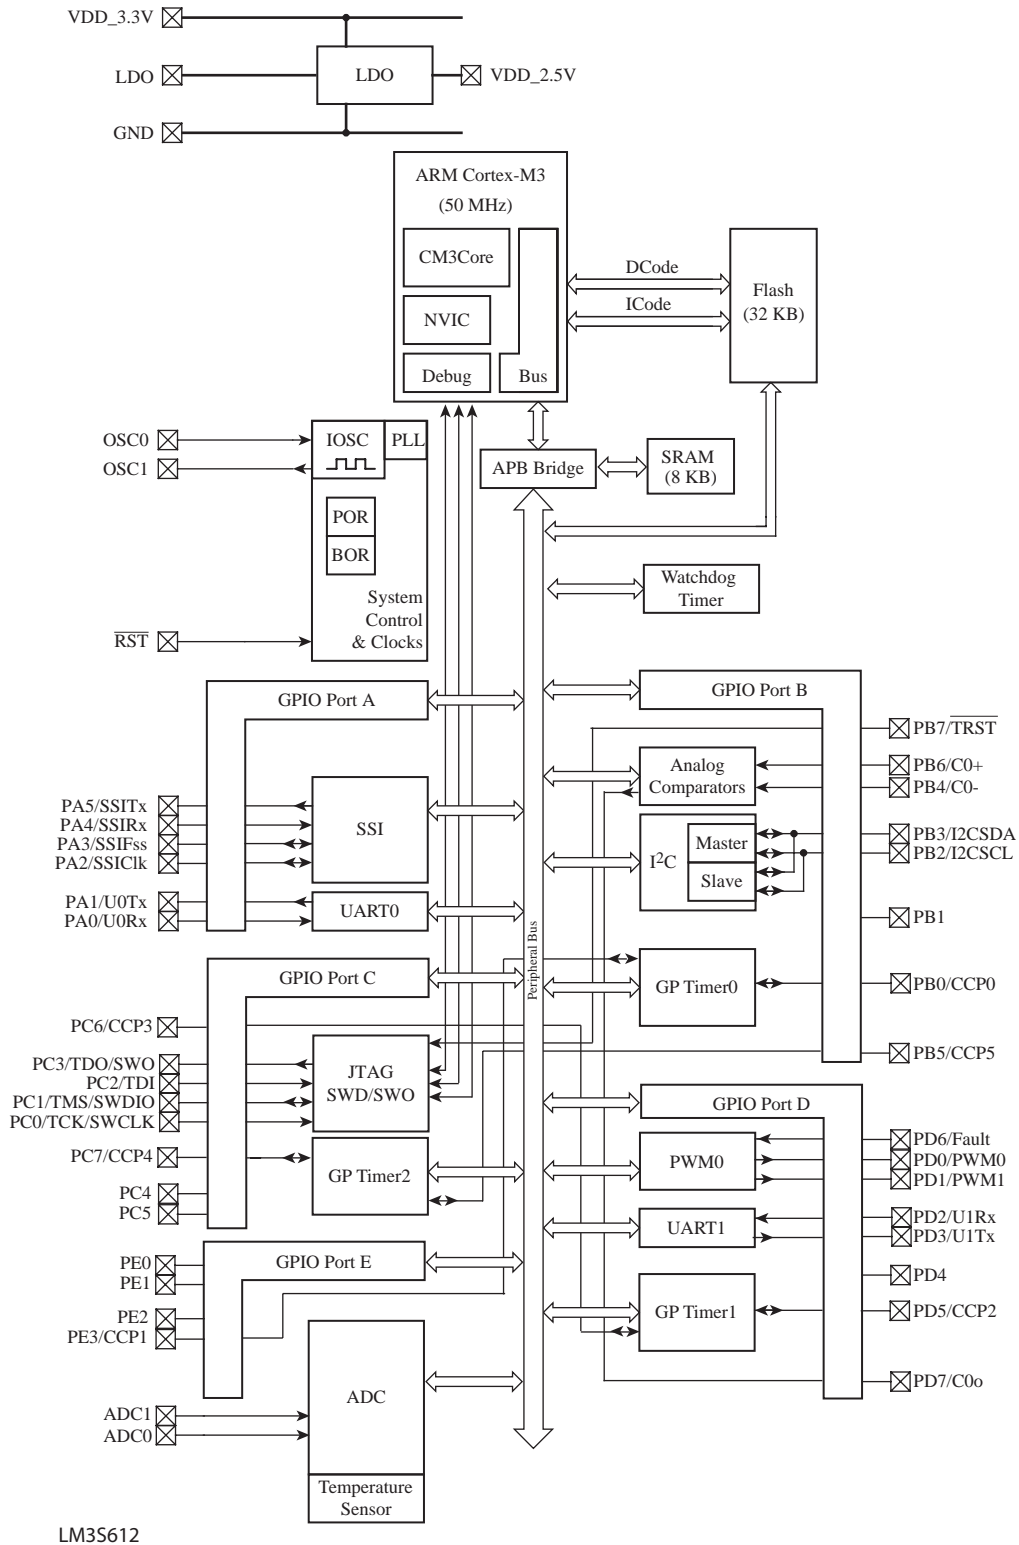 VDD_3.3V
LDO
LDO
VDD_2.5V
GND
ARM Cortex-M3
(50 MHz)
CM3Core
NVIC
Debug
Bus
DCode
ICode
Flash
(32 KB)
OSC0
OSC1
IOSC
PLL
POR
BOR
System
Control
& Clocks
RST
APB Bridge
SRAM
(8 KB)
Watchdog
Timer
GPIO Port A
PA5/SSITx
PA4/SSIRx
PA3/SSIFss
PA2/SSIClk
SSI
PA1/U0Tx
PA0/U0Rx
UART0
Peripheral Bus
GPIO Port B
PB7/TRST
Analog
Comparators
PB6/C0+
PB4/C0-
I²C
Master
Slave
PB3/I2CSDA
PB2/I2CSCL
PB1
GP Timer0
PB0/CCP0
PB5/CCP5
GPIO Port C
PC6/CCP3
PC3/TDO/SWO
PC2/TDI
PC1/TMS/SWDIO
PC0/TCK/SWCLK
JTAG
SWD/SWO
PC7/CCP4
GP Timer2
PC4
PC5
GPIO Port D
PWM0
PD6/Fault
PD0/PWM0
PD1/PWM1
UART1
PD2/U1Rx
PD3/U1Tx
PD4
GP Timer1
PD5/CCP2
PD7/C0o
GPIO Port E
PE0
PE1
PE2
PE3/CCP1
ADC
ADC1
ADC0
Temperature
Sensor
LM3S612